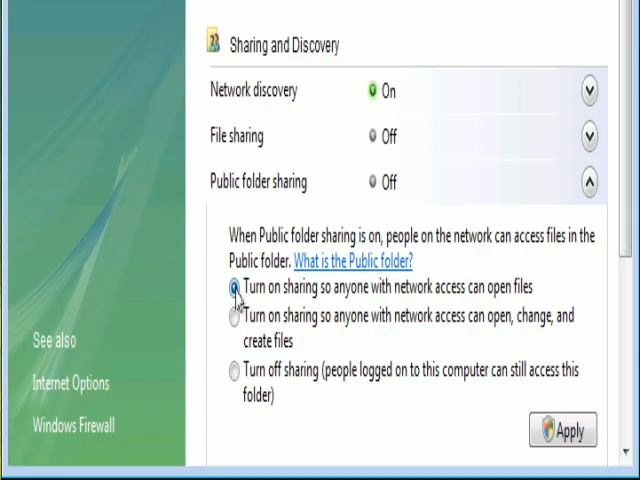 Sharing and Discovery
Network discovery On
File sharing Off
Public folder sharing Off
When Public folder sharing is on, people on the network can access files in the
Public folder. What is the Public folder?
Turn on sharing so anyone with network access can open files
Turn on sharing so anyone with network access can open, change, and
create files
Turn off sharing (people logged on to this computer can still access this
folder)
Apply
See also
Internet Options
Windows Firewall